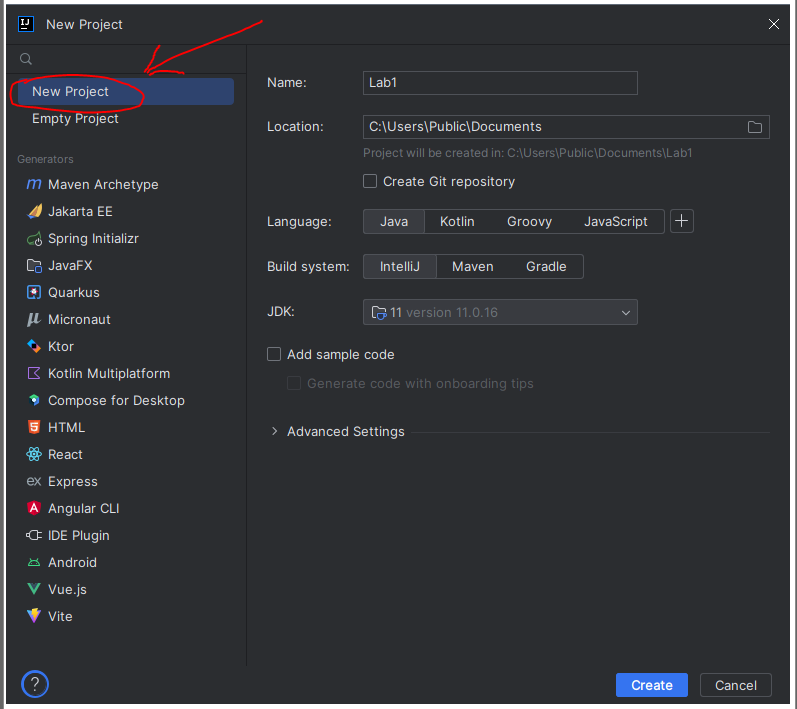 New Project
New Project
Empty Project
Generators
Maven Archetype
Jakarta EE
Spring Initializr
JavaFX
Quarkus
Micronaut
Ktor
Kotlin Multiplatform
Compose for Desktop
HTML
React
ex Express
Angular CLI
IDE Plugin
Android
Vue.js
Vite
?
Name: Lab1
Location: C:\Users\Public\Documents
Project will be created in: C:\Users\Public\Documents\Lab1
Create Git repository
Language: Java Kotlin Groovy JavaScript +
Build system: IntelliJ Maven Gradle
JDK: 11 version 11.0.16
Add sample code
Generate code with onboarding tips
Advanced Settings
Create Cancel